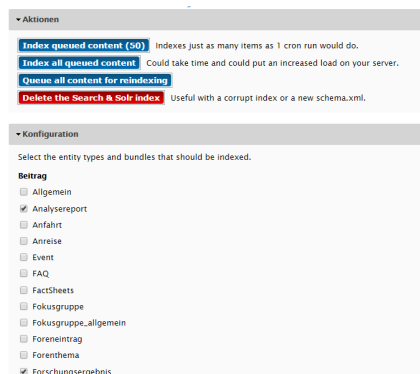 Aktionen
Index queued content (50) Indexes just as many items as 1 cron run would do.
Index all queued content Could take time and could put an increased load on your server.
Queue all content for reindexing
Delete the Search & Solr index Useful with a corrupt index or a new schema.xml.
Konfiguration
Select the entity types and bundles that should be indexed.
Beitrag
Allgemein
Analysereport
Anfahrt
Anreise
Event
FAQ
FactSheets
Fokusgruppe
Fokusgruppe_allgemein
Foreneintrag
Forenthema
Forschungsergebnis